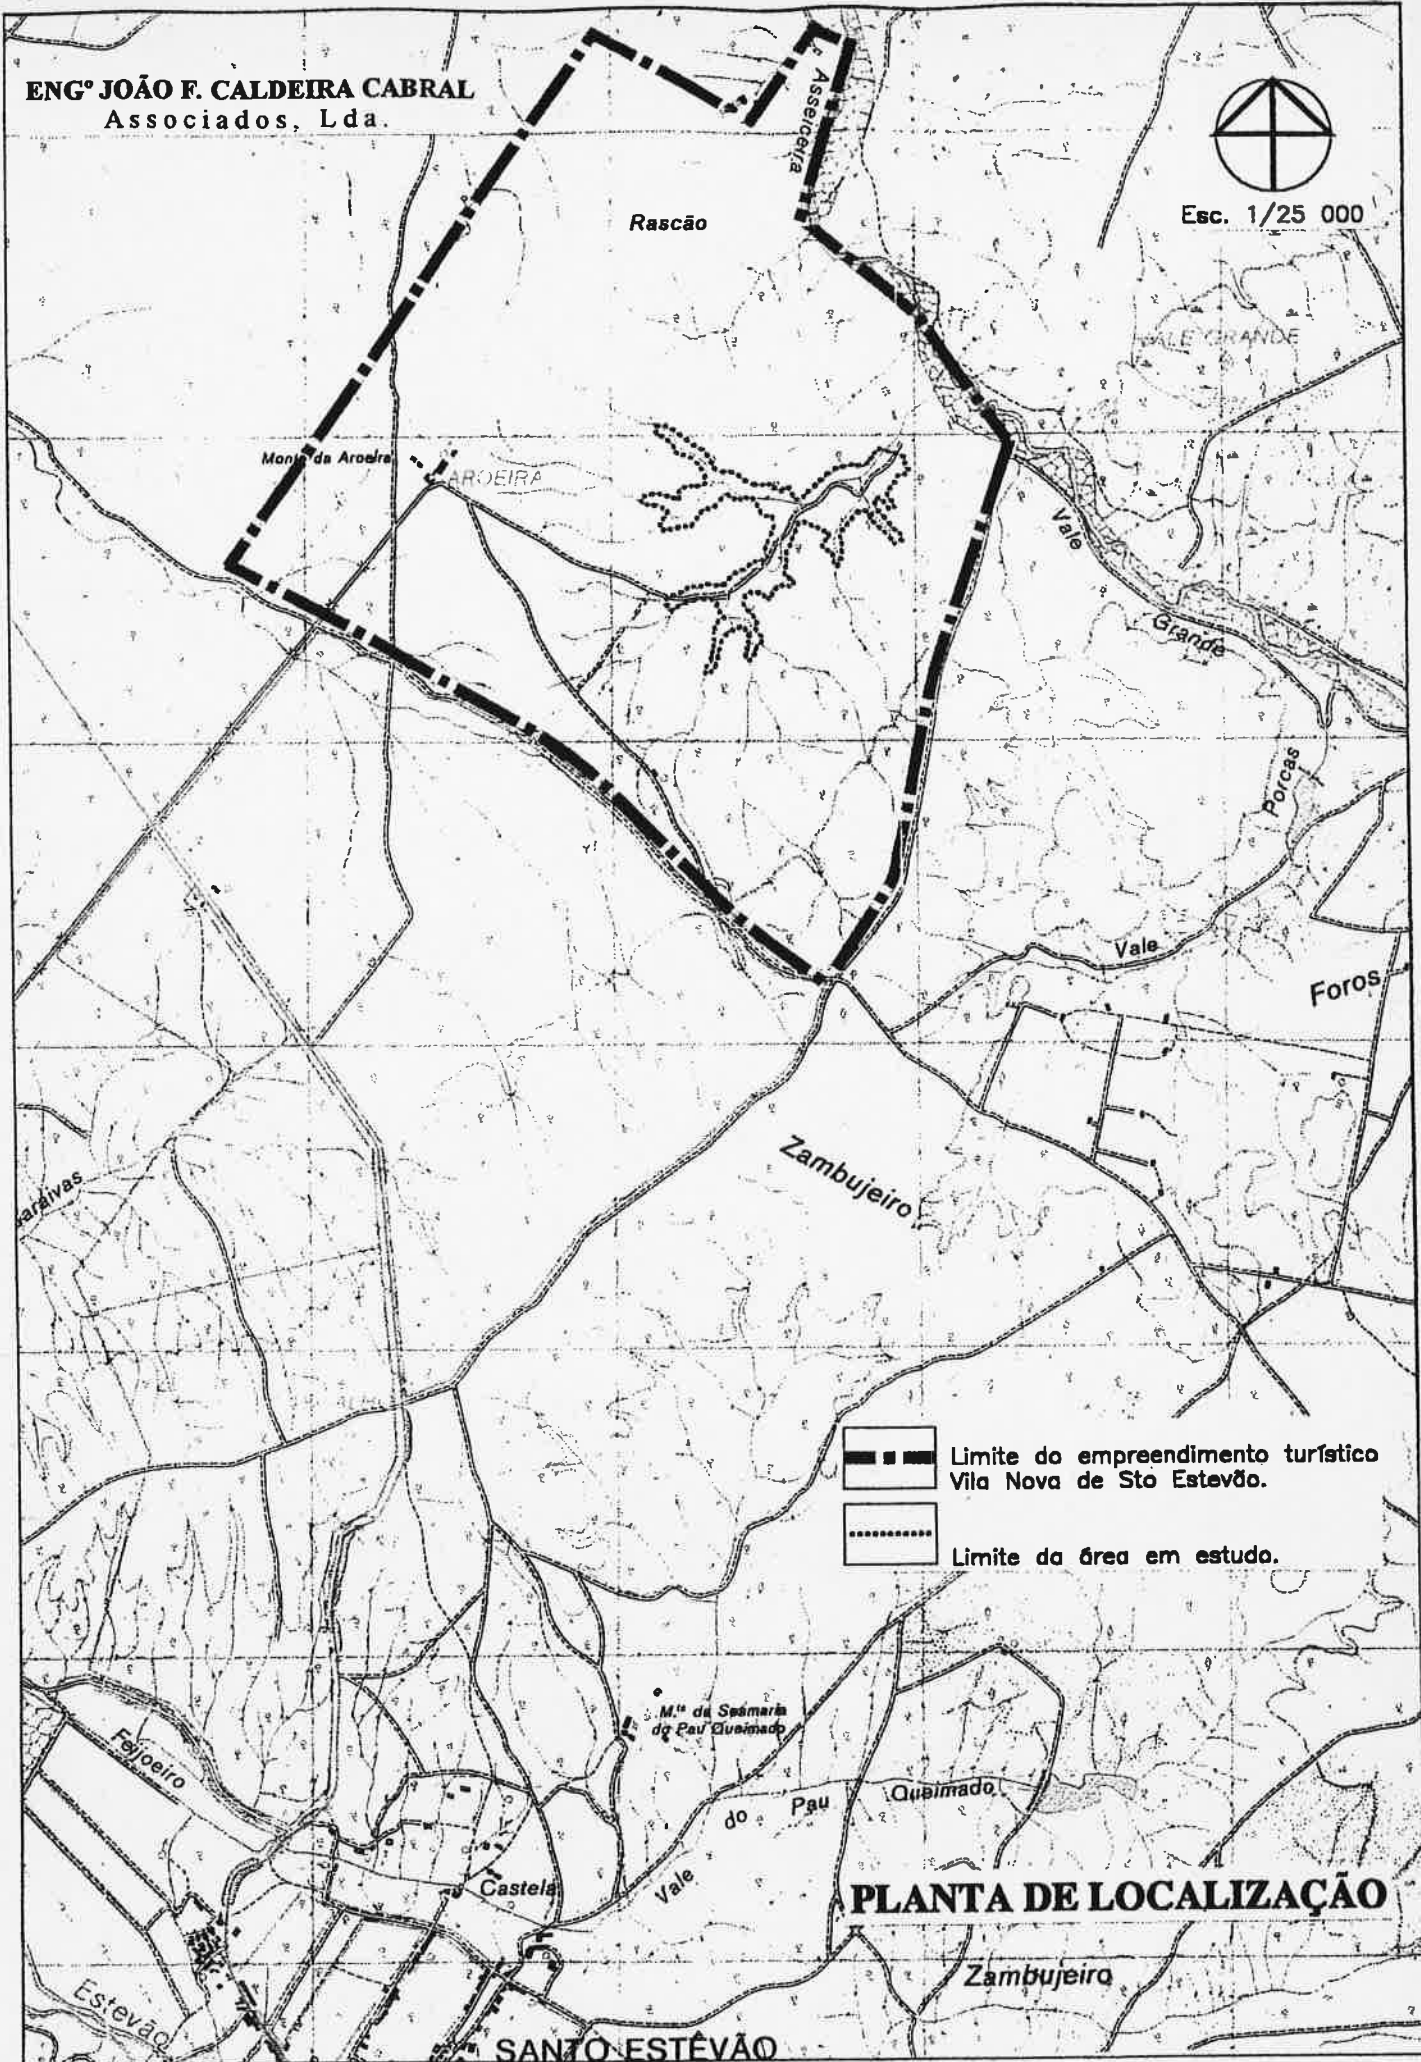 ENGº JOÃO F. CALDEIRA CABRAL
Associados, Lda.
Asseiceira
Rascão
Esc. 1/25 000
VALE GRANDE
Monte da Aroeira
AROEIRA
Vale
Grande
Porcas
Vale
Foros
Zambujeiro
Limite do empreendimento turístico
Vila Nova de Sto Estevão.
Limite da área em estudo.
M.te da Sesmaria
do Pau Queimado
Feijoeiro
do Pau Queimado
Castela
Vale
PLANTA DE LOCALIZAÇÃO
Zambujeiro
Estevão
SANTO ESTÊVÃO